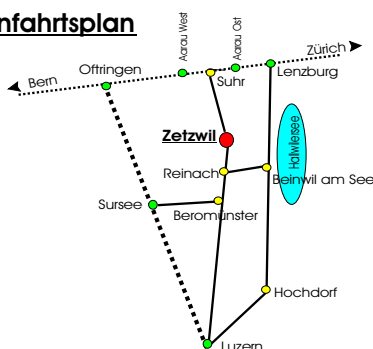 nfahrtsplan
Aarau West
Aarau Ost
Zürich
Oftringen
Suhr
Lenzburg
Bern
Zetzwil
Hallwilersee
Reinach
Beinwil am See
Sursee
Beromünster
Hochdorf
Luzern